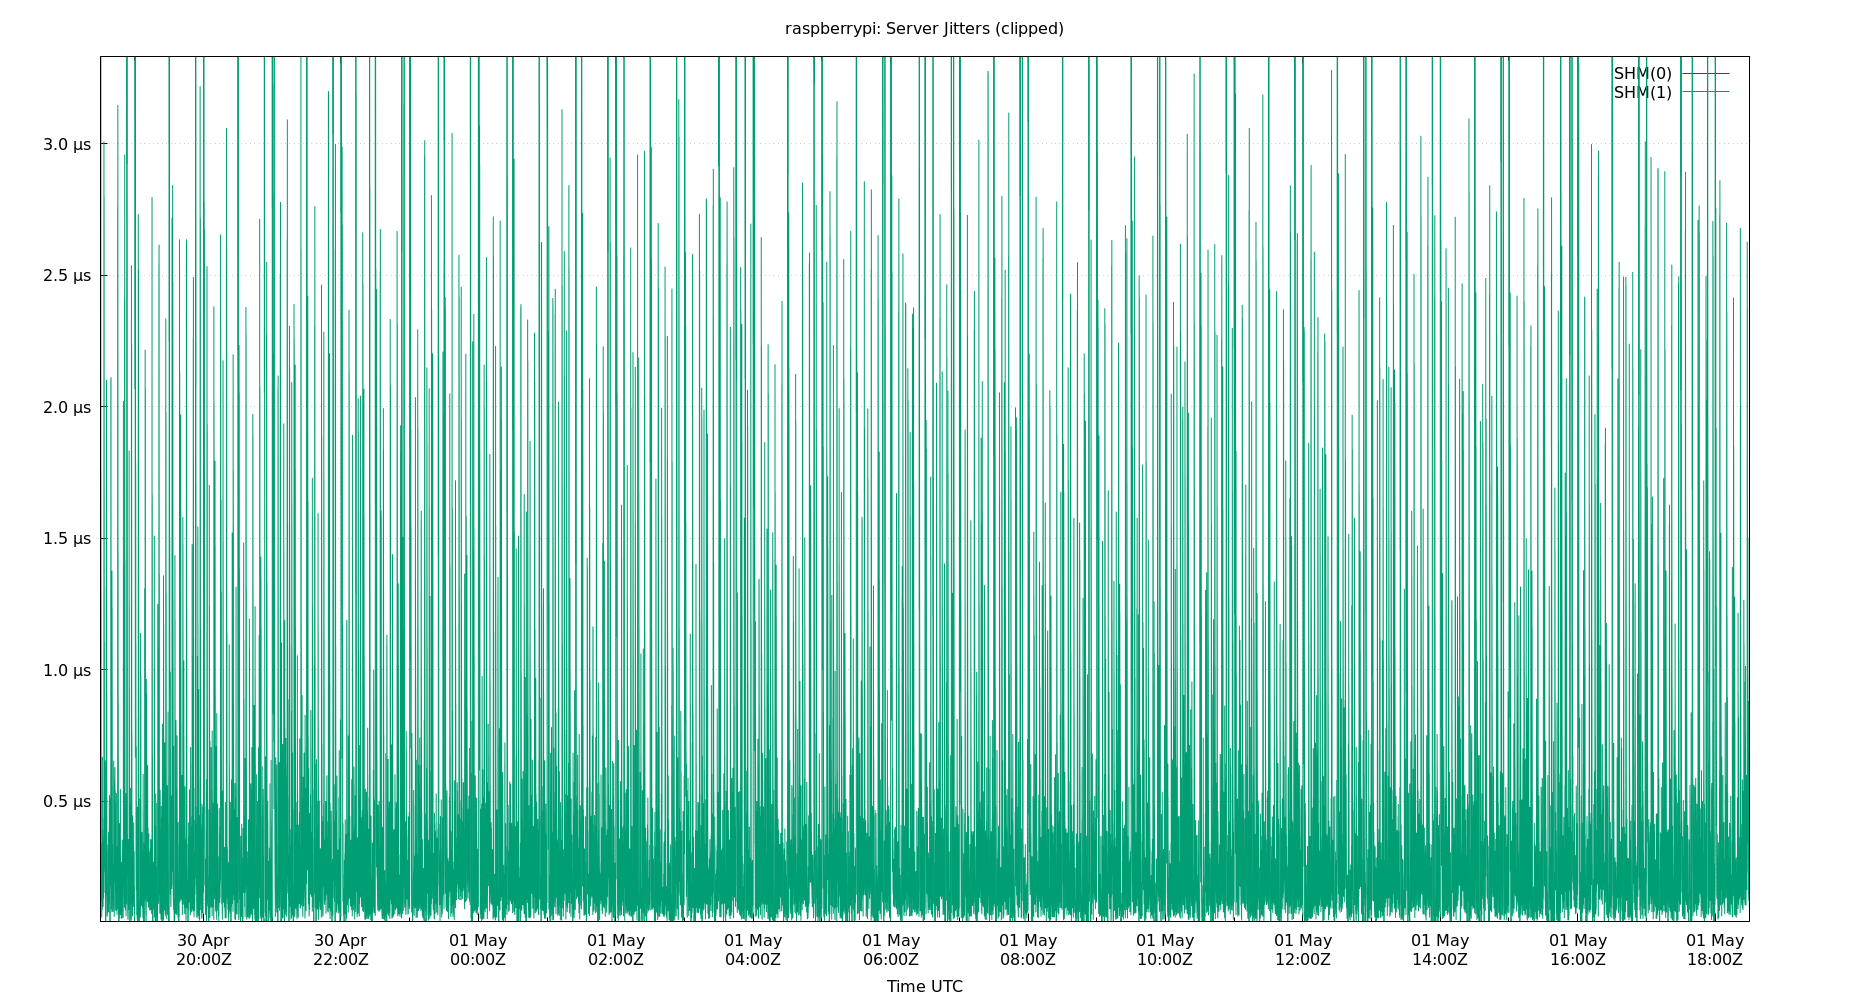 raspberrypi: Server Jitters (clipped)
SHM(0)
SHM(1)
3.0 µs
2.5 µs
2.0 µs
1.5 µs
1.0 µs
0.5 µs
30 Apr 30 Apr 01 May 01 May 01 May 01 May 01 May 01 May 01 May 01 May 01 May 01 May
20:00Z 22:00Z 00:00Z 02:00Z 04:00Z 06:00Z 08:00Z 10:00Z 12:00Z 14:00Z 16:00Z 18:00Z
Time UTC